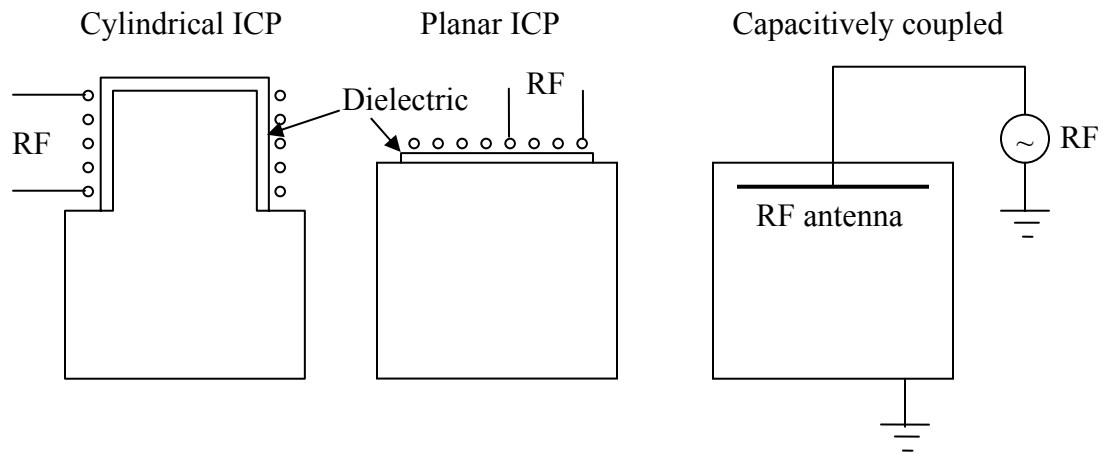 Cylindrical ICP
Planar ICP
Capacitively coupled
RF
Dielectric
RF
~ RF
RF antenna